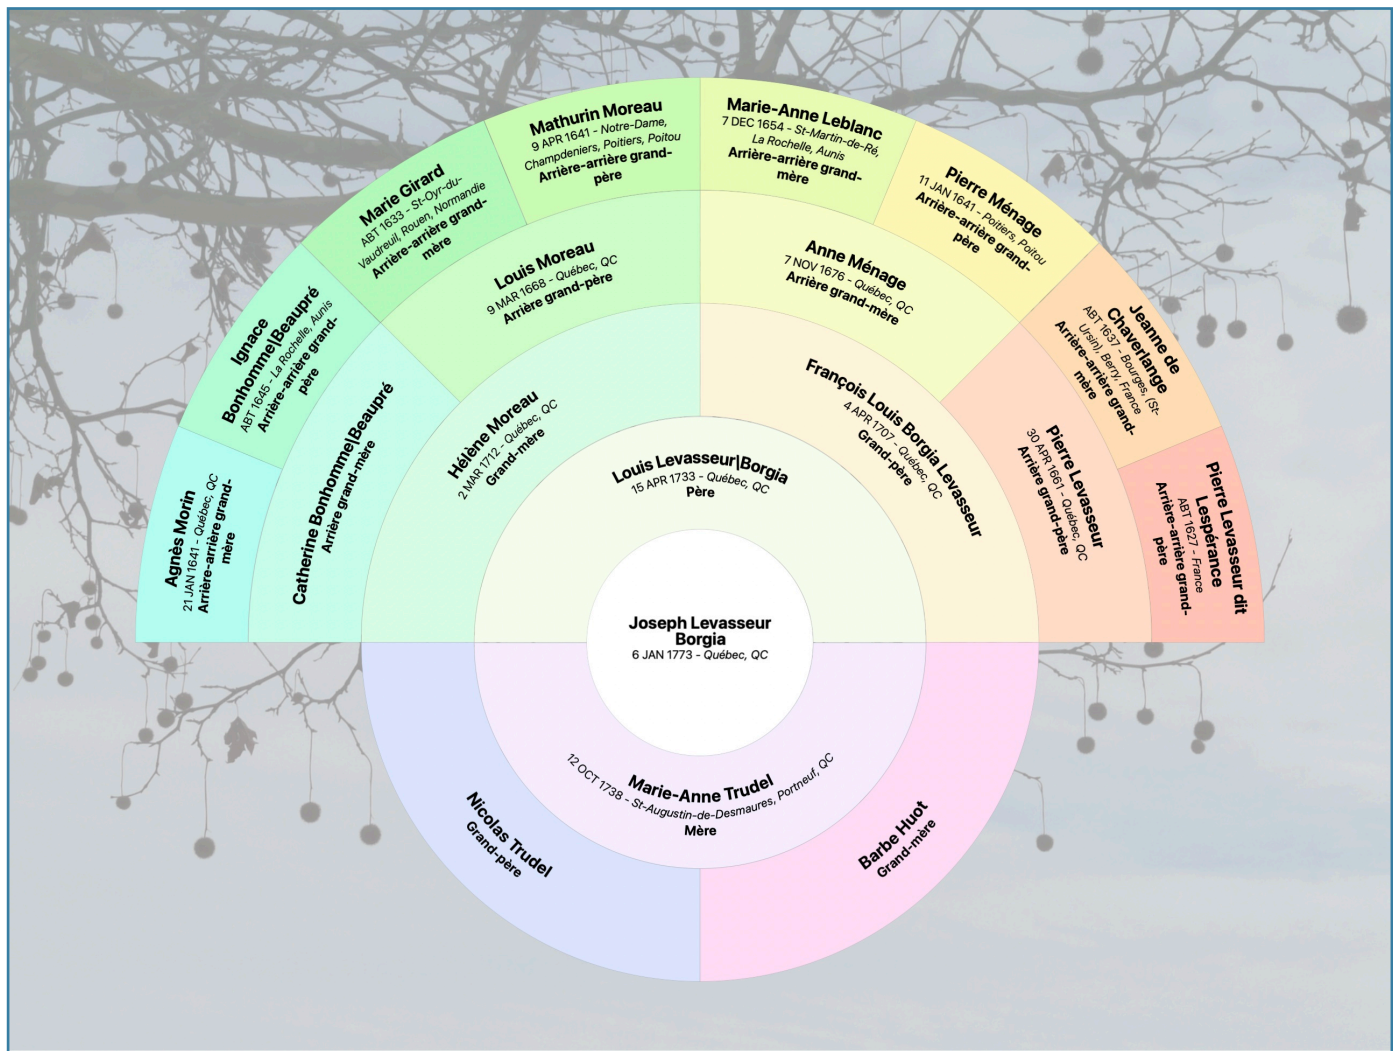 Mathurin Moreau
9 APR 1641 - Notre-Dame,
Champdeniers, Poitiers, Poitou
Arrière-arrière grand-
père
Marie-Anne Leblanc
7 DEC 1654 - St-Martin-de-Ré,
La Rochelle, Aunis
Arrière-arrière grand-
mère
Marie Girard
ABT 1633 - St-Oyr-du-
Vaudreuil, Rouen, Normandie
Arrière-arrière grand-
mère
Pierre Ménage
11 JAN 1641 - Poitiers, Poitou
Arrière-arrière grand-
père
Ignace
Bonhomme|Beaupré
ABT 1645 - La Rochelle, Aunis
Arrière-arrière grand-
père
Jeanne de
Chaverlange
ABT 1637 - Bourges, (St-
Ursin), Berry, France
Arrière-arrière grand-
mère
Agnès Morin
21 JAN 1641 - Québec, QC
Arrière-arrière grand-
mère
Pierre Levasseur dit
Lespérance
ABT 1627 - France
Arrière-arrière grand-
père
Louis Moreau
9 MAR 1668 - Québec, QC
Arrière grand-père
Anne Ménage
7 NOV 1676 - Québec, QC
Arrière grand-mère
Catherine Bonhomme|Beaupré
Arrière grand-mère
Pierre Levasseur
30 APR 1661 - Québec, QC
Arrière grand-père
Hélène Moreau
2 MAR 1712 - Québec, QC
Grand-mère
François Louis Borgia Levasseur
4 APR 1707 - Québec, QC
Grand-père
Louis Levasseur|Borgia
15 APR 1733 - Québec, QC
Père
Joseph Levasseur
Borgia
6 JAN 1773 - Québec, QC
Marie-Anne Trudel
12 OCT 1738 - St-Augustin-de-Desmaures, Portneuf, QC
Mère
Nicolas Trudel
Grand-père
Barbe Huot
Grand-mère